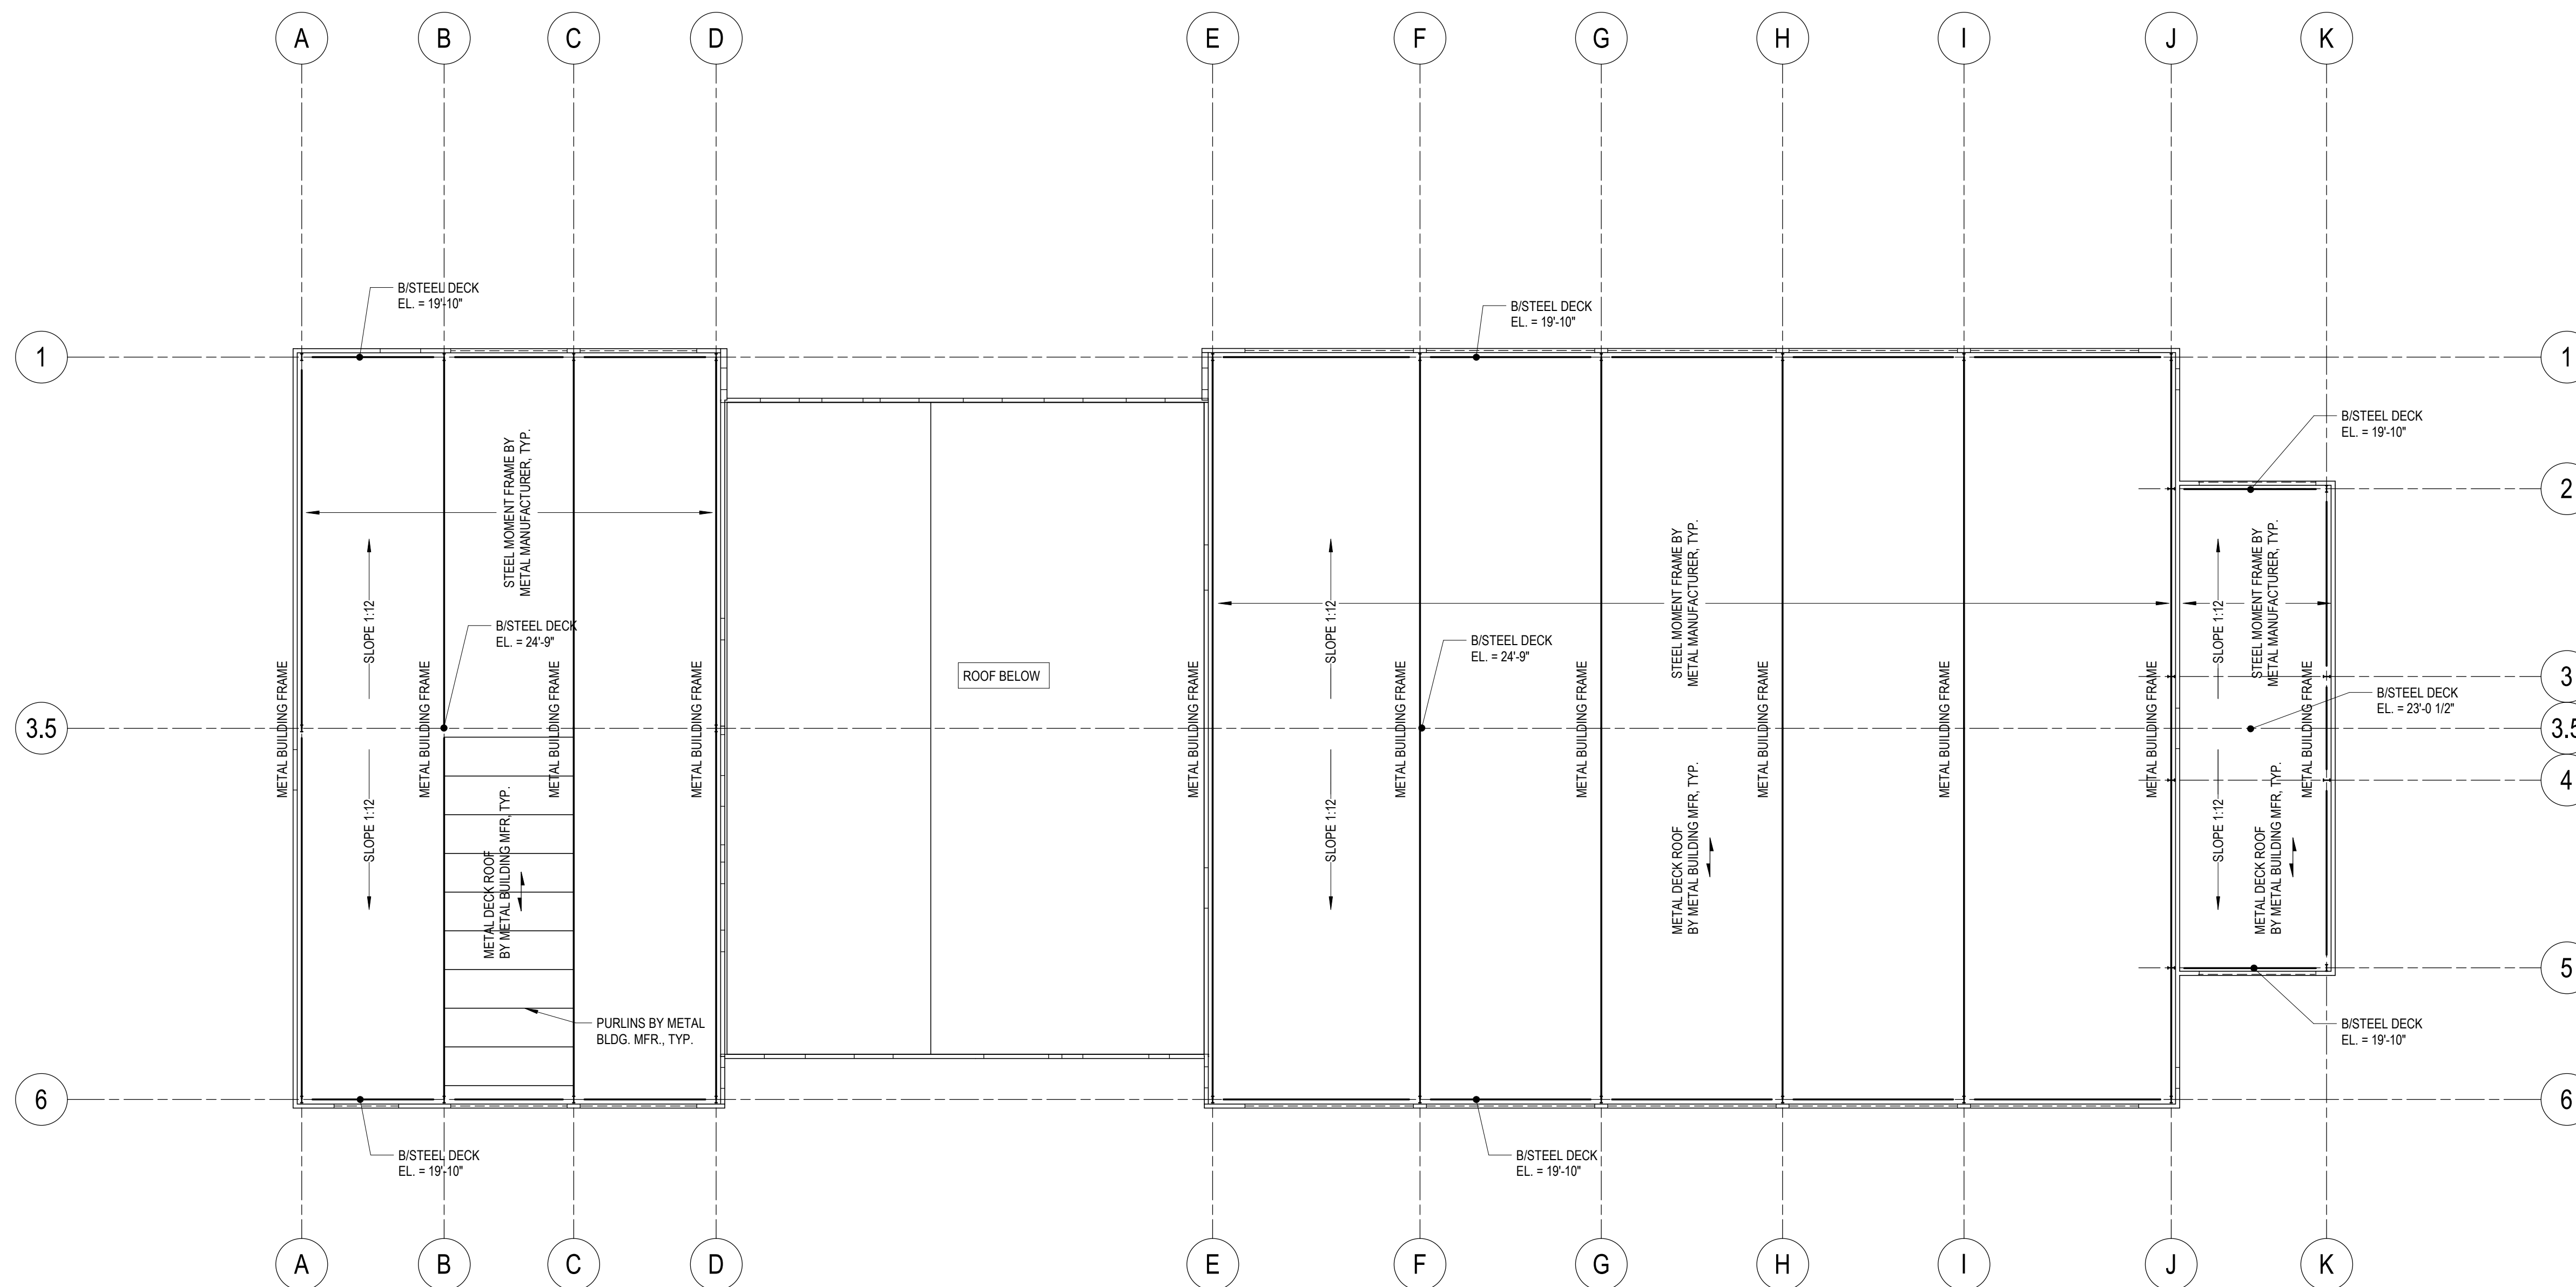 A B C D E F G H I J K
B/STEEL DECK
EL. = 19'-10"
B/STEEL DECK
EL. = 19'-10"
1
1
B/STEEL DECK
EL. = 19'-10"
2
2
STEEL MOMENT FRAME BY
METAL MANUFACTURER, TYP.
STEEL MOMENT FRAME BY
METAL MANUFACTURER, TYP.
STEEL MOMENT FRAME BY
METAL MANUFACTURER, TYP.
SLOPE 1:12
SLOPE 1:12
SLOPE 1:12
B/STEEL DECK
EL. = 24'-9"
B/STEEL DECK
EL. = 24'-9"
ROOF BELOW
3
B/STEEL DECK
EL. = 23'-0 1/2"
METAL BUILDING FRAME
METAL BUILDING FRAME
METAL BUILDING FRAME
METAL BUILDING FRAME
METAL BUILDING FRAME
METAL BUILDING FRAME
METAL BUILDING FRAME
METAL BUILDING FRAME
METAL BUILDING FRAME
METAL BUILDING FRAME
METAL BUILDING FRAME
3.5
3.5
4
SLOPE 1:12
SLOPE 1:12
SLOPE 1:12
METAL DECK ROOF
BY METAL BUILDING MFR, TYP.
METAL DECK ROOF
BY METAL BUILDING MFR, TYP.
METAL DECK ROOF
BY METAL BUILDING MFR, TYP.
5
PURLINS BY METAL
BLDG. MFR., TYP.
B/STEEL DECK
EL. = 19'-10"
6
6
B/STEEL DECK
EL. = 19'-10"
B/STEEL DECK
EL. = 19'-10"
A B C D E F G H I J K